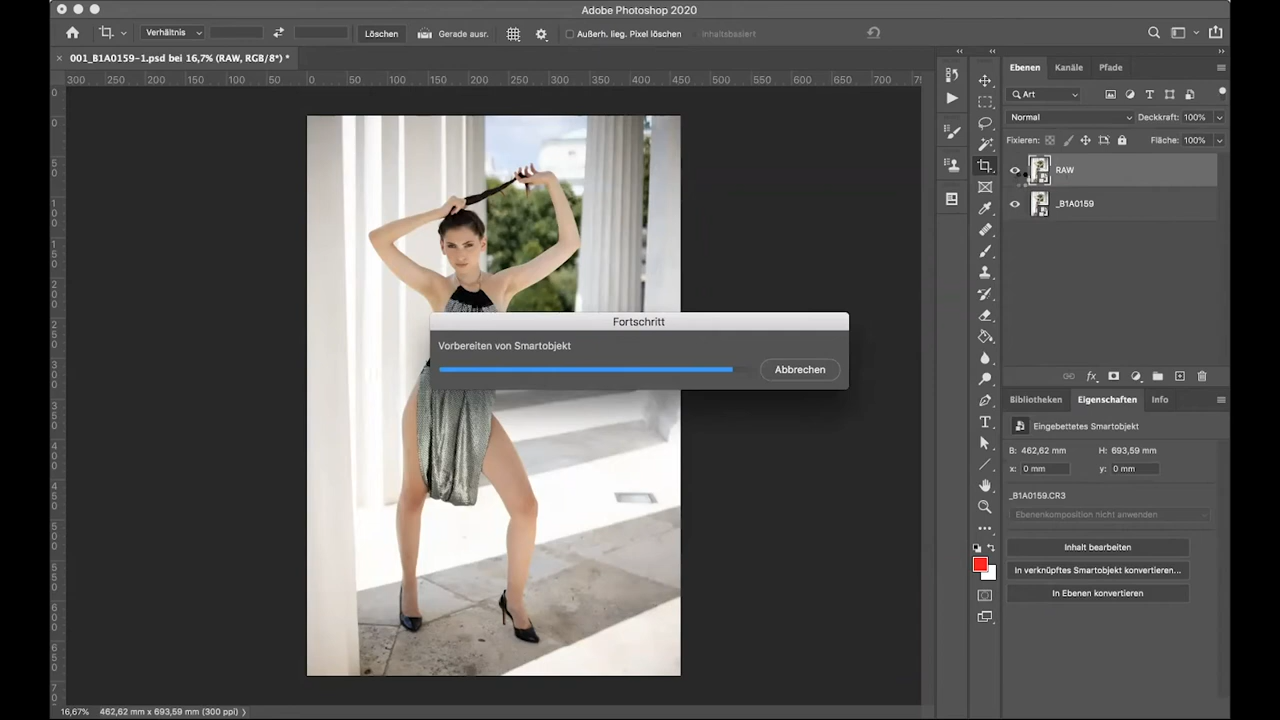 Adobe Photoshop 2020
Verhältnis
Löschen
Gerade ausr.
Außerh. lieg. Pixel löschen
Inhaltsbasiert
× 001_B1A0159-1.psd bei 16,7% (RAW, RGB/8*) *
300 250 200 150 100 50 0 50 100 150 200 250 300 350 400 450 500 550 600 650 700
Ebenen Kanäle Pfade
Art
Normal
Deckkraft: 100%
Fixieren:
Fläche: 100%
RAW
_B1A0159
Fortschritt
Vorbereiten von Smartobjekt
Abbrechen
fx
Bibliotheken Eigenschaften Info
Eingebettetes Smartobjekt
B: 462,62 mm H: 693,59 mm
x: 0 mm y: 0 mm
_B1A0159.CR3
Ebenenkomposition nicht anwenden
Inhalt bearbeiten
In verknüpftes Smartobjekt konvertieren...
In Ebenen konvertieren
16,67% 462,62 mm x 693,59 mm (300 ppi)